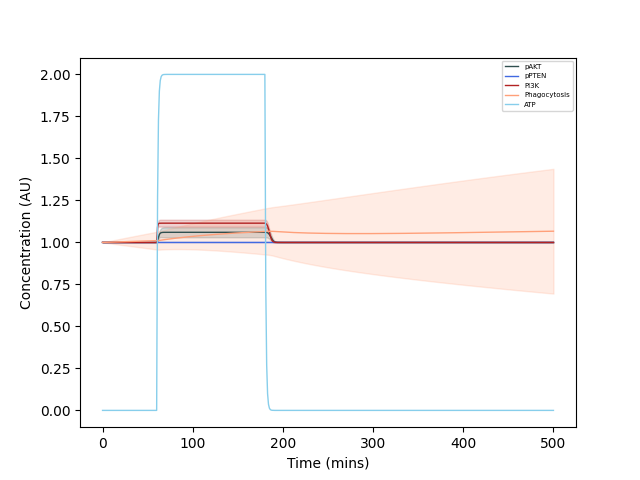 2.00
1.75
1.50
1.25
1.00
0.75
0.50
0.25
0.00
Concentration (AU)
0
100
200
300
400
500
Time (mins)
pAKT
pPTEN
PI3K
Phagocytosis
ATP